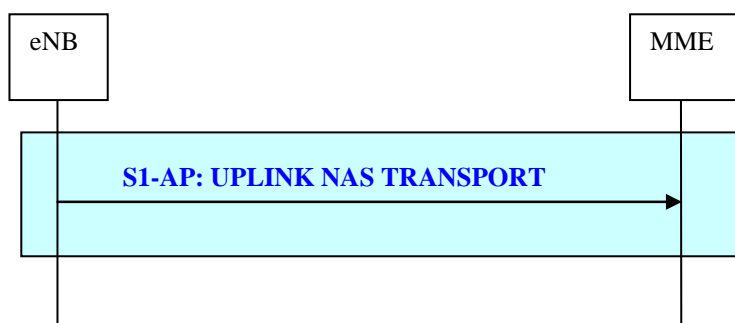 eNB
MME
S1-AP: UPLINK NAS TRANSPORT